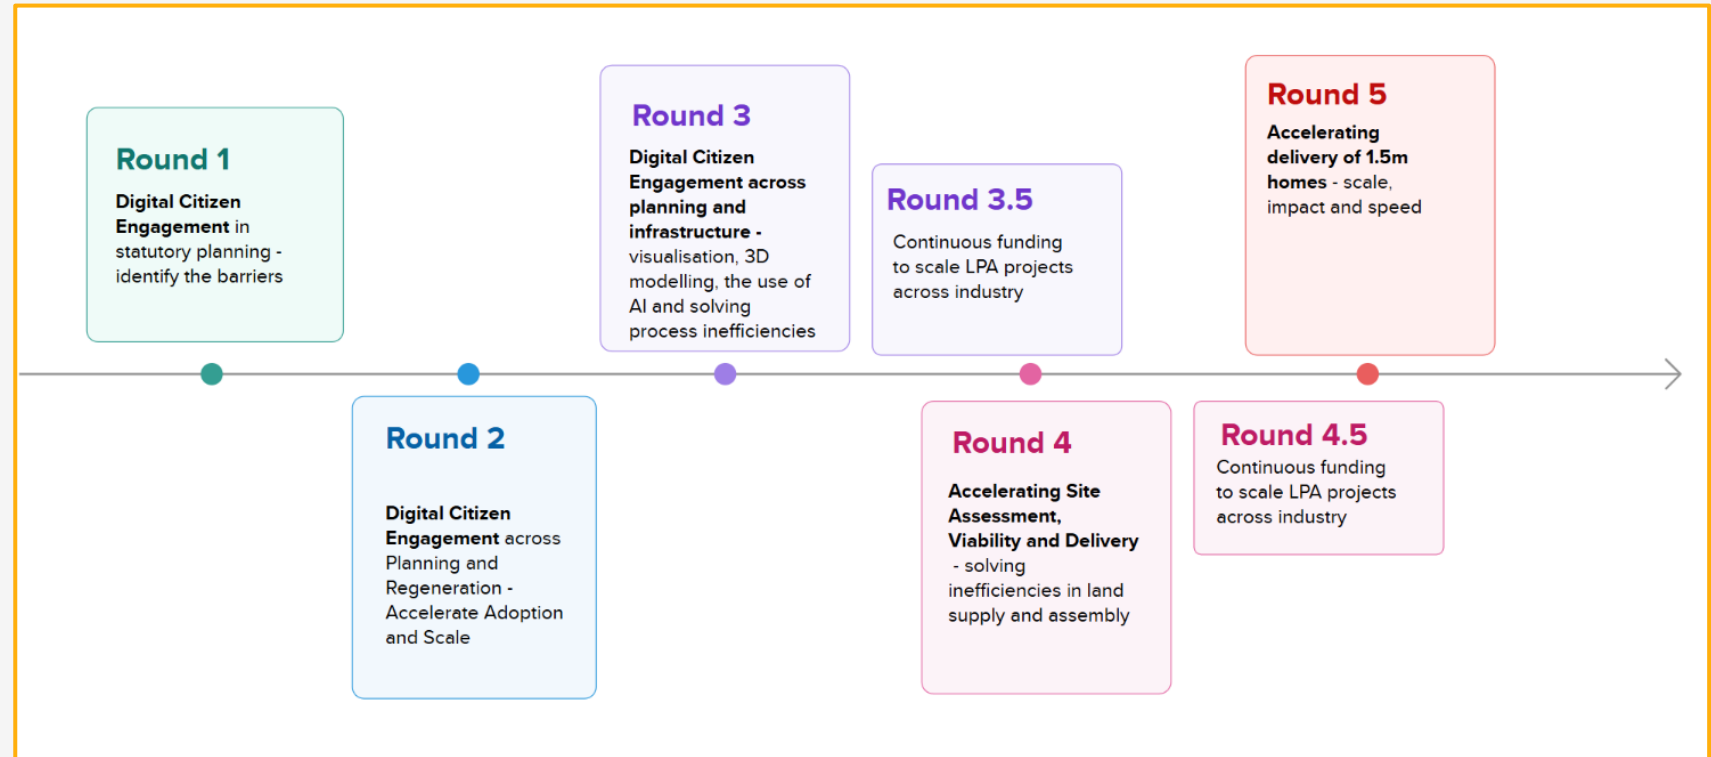 Round 1
Digital Citizen
Engagement in
statutory planning -
identify the barriers
Round 2
Digital Citizen
Engagement across
Planning and
Regeneration -
Accelerate Adoption
and Scale
Round 3
Digital Citizen
Engagement across
planning and
infrastructure -
visualisation, 3D
modelling, the use of
AI and solving
process inefficiencies
Round 3.5
Continuous funding
to scale LPA projects
across industry
Round 4
Accelerating Site
Assessment,
Viability and Delivery
- solving
inefficiencies in land
supply and assembly
Round 4.5
Continuous funding
to scale LPA projects
across industry
Round 5
Accelerating
delivery of 1.5m
homes - scale,
impact and speed